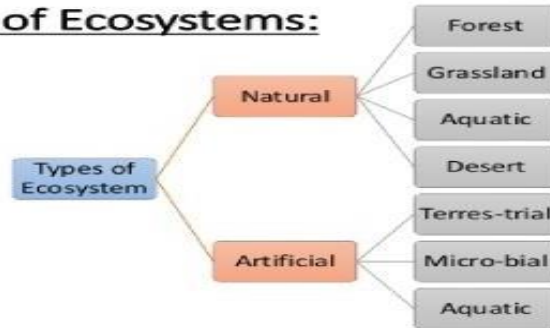 of Ecosystems:
Types of
Ecosystem
Natural
Forest
Grassland
Aquatic
Desert
Artificial
Terres-trial
Micro-bial
Aquatic